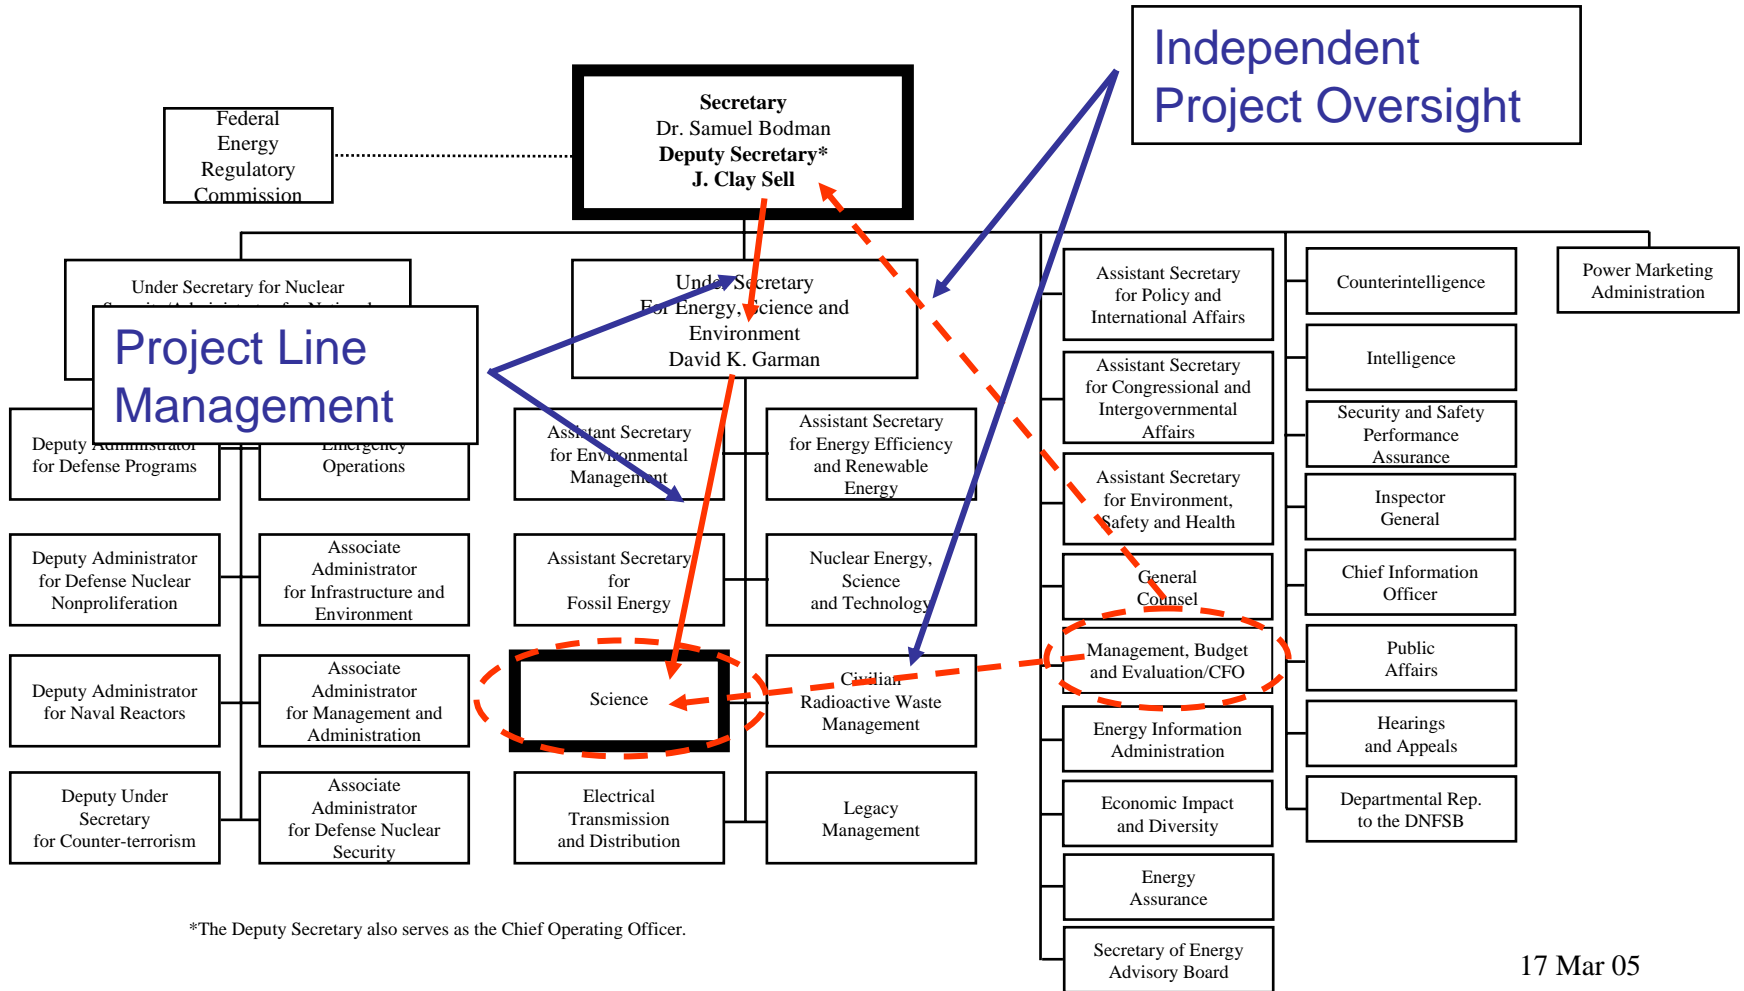 Independent
Project Oversight
Secretary
Dr. Samuel Bodman
Deputy Secretary*
J. Clay Sell
Federal
Energy
Regulatory
Commission
Under Secretary for Nuclear
Project Line
Management
Under Secretary
For Energy, Science and
Environment
David K. Garman
Deputy Administrator
for Defense Programs
Emergency
Operations
Deputy Administrator
for Defense Nuclear
Nonproliferation
Associate
Administrator
for Infrastructure and
Environment
Deputy Administrator
for Naval Reactors
Associate
Administrator
for Management and
Administration
Deputy Under
Secretary
for Counter-terrorism
Associate
Administrator
for Defense Nuclear
Security
Assistant Secretary
for Environmental
Management
Assistant Secretary
for Energy Efficiency
and Renewable
Energy
Assistant Secretary
for
Fossil Energy
Nuclear Energy,
Science
and Technology
Science
Civilian
Radioactive Waste
Management
Electrical
Transmission
and Distribution
Legacy
Management
Assistant Secretary
for Policy and
International Affairs
Assistant Secretary
for Congressional and
Intergovernmental
Affairs
Assistant Secretary
for Environment,
Safety and Health
General
Counsel
Management, Budget
and Evaluation/CFO
Energy Information
Administration
Economic Impact
and Diversity
Energy
Assurance
Secretary of Energy
Advisory Board
Counterintelligence
Intelligence
Security and Safety
Performance
Assurance
Inspector
General
Chief Information
Officer
Public
Affairs
Hearings
and Appeals
Departmental Rep.
to the DNFSB
Power Marketing
Administration
*The Deputy Secretary also serves as the Chief Operating Officer.
17 Mar 05